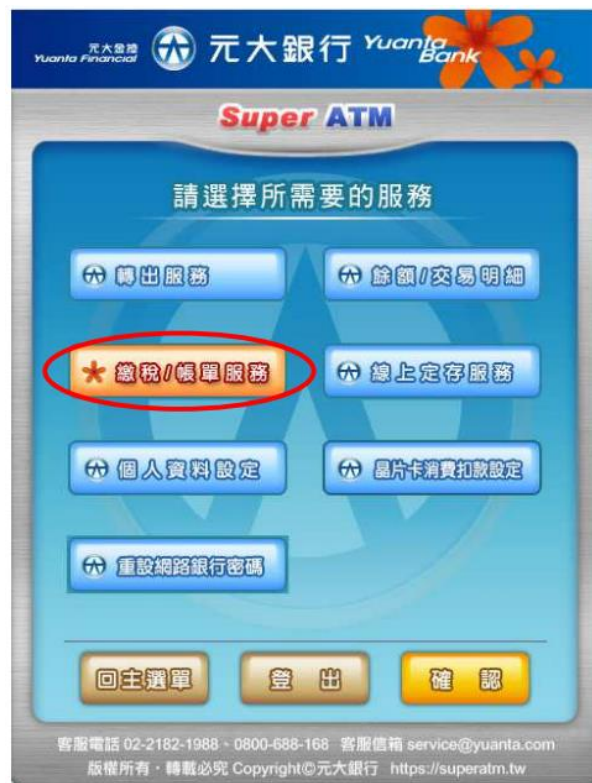 元大金控
Yuanta Financial
元大銀行 Yuanta Bank
Super ATM
請選擇所需要的服務
轉出服務
餘額/交易明細
繳稅/帳單服務
線上定存服務
個人資料設定
晶片卡消費扣款設定
重設網路銀行密碼
回主選單 登出 確認
客服電話 02-2182-1988、0800-688-168 客服信箱 service@yuanta.com
版權所有・轉載必究 Copyright©元大銀行 https://superatm.tw